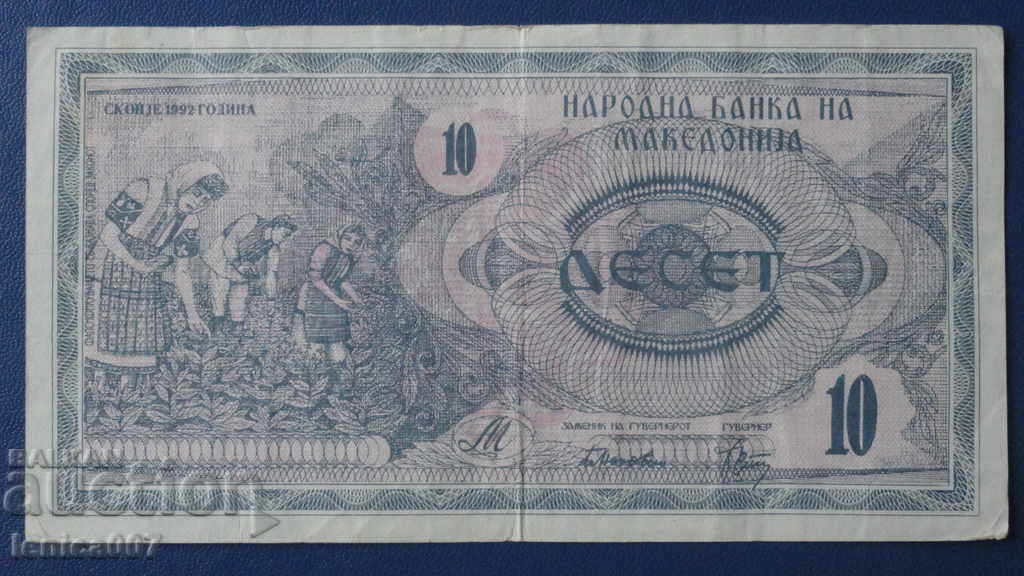 СКОПЈЕ 1992 ГОДИНА
10
НАРОДНА БАНКА НА
МАКЕДОНИЈА
ДЕСЕТ
10
М
ЗАМЕНИК НА ГУВЕРНЕРОТ ГУВЕРНЕР
BALKAN
auction
lenica007